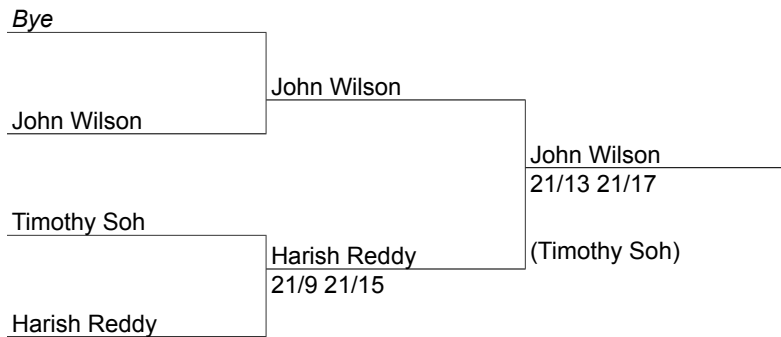 Bye
John Wilson
John Wilson
John Wilson
21/13 21/17
Timothy Soh
Harish Reddy
21/9 21/15
(Timothy Soh)
Harish Reddy